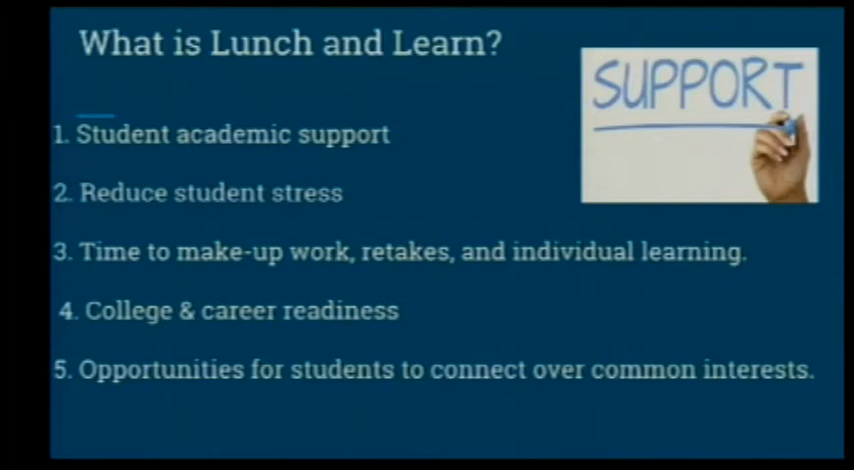 What is Lunch and Learn?
SUPPORT
1. Student academic support
2. Reduce student stress
3. Time to make-up work, retakes, and individual learning.
4. College & career readiness
5. Opportunities for students to connect over common interests.